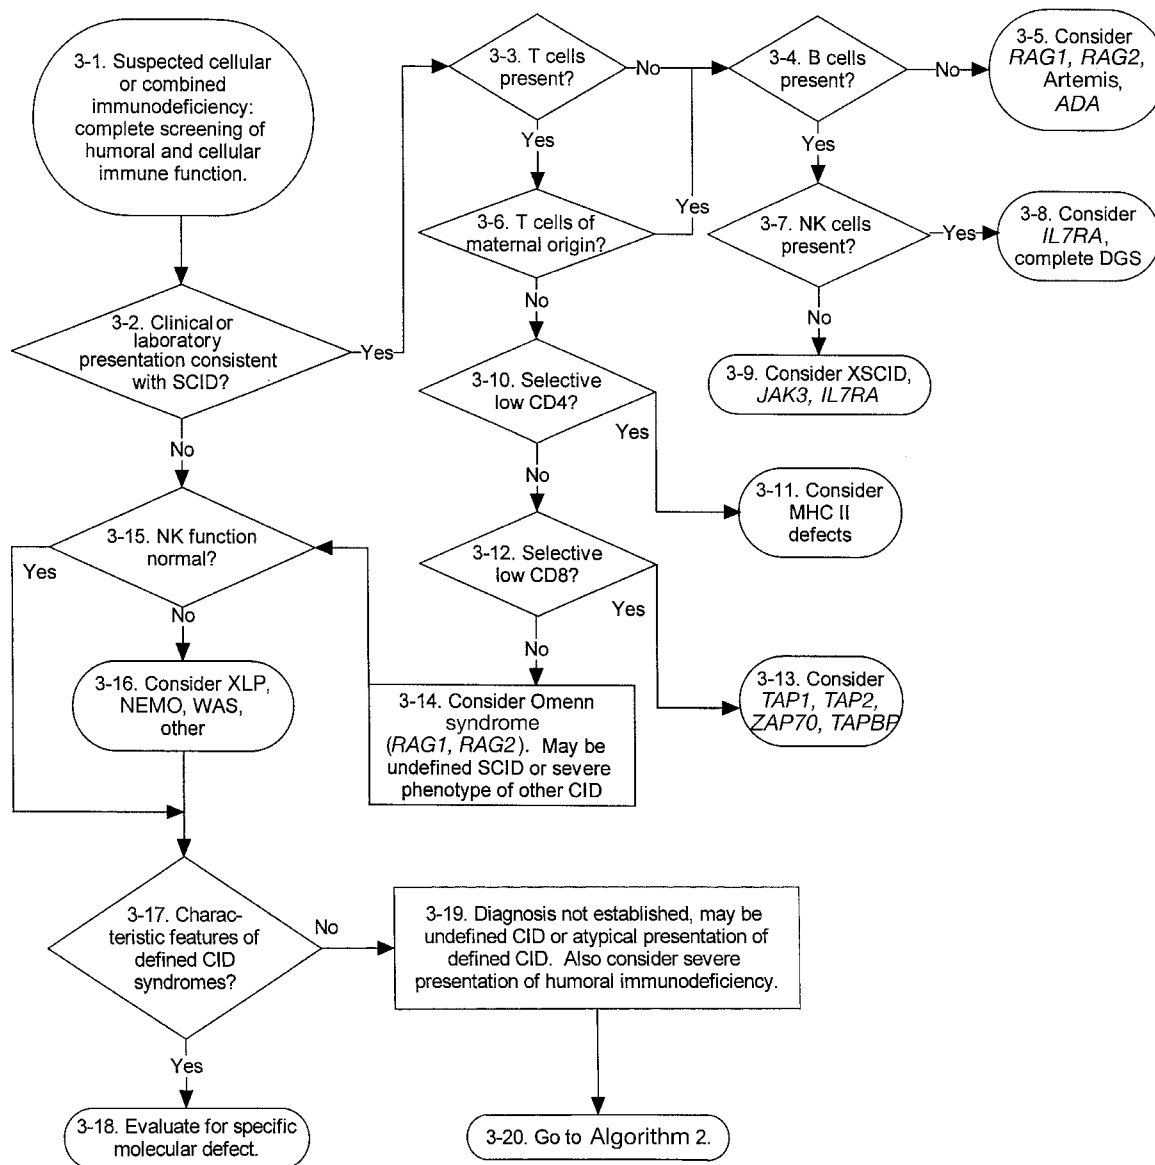 3-1. Suspected cellular
or combined
immunodeficiency:
complete screening of
humoral and cellular
immune function.
3-2. Clinical or
laboratory
presentation consistent
with SCID?
Yes
No
3-3. T cells
present?
No
Yes
3-4. B cells
present?
No
Yes
3-5. Consider
RAG1, RAG2,
Artemis,
ADA
3-6. T cells of
maternal origin?
Yes
No
3-7. NK cells
present?
Yes
No
3-8. Consider
IL7RA,
complete DGS
3-9. Consider XSCID,
JAK3, IL7RA
3-10. Selective
low CD4?
Yes
No
3-11. Consider
MHC II
defects
3-12. Selective
low CD8?
Yes
No
3-13. Consider
TAP1, TAP2,
ZAP70, TAPBP
3-14. Consider Omenn
syndrome
(RAG1, RAG2). May be
undefined SCID or severe
phenotype of other CID
3-15. NK function
normal?
Yes
No
3-16. Consider XLP,
NEMO, WAS,
other
3-17. Charac-
teristic features of
defined CID
syndromes?
No
Yes
3-18. Evaluate for specific
molecular defect.
3-19. Diagnosis not established, may be
undefined CID or atypical presentation of
defined CID. Also consider severe
presentation of humoral immunodeficiency.
3-20. Go to Algorithm 2.